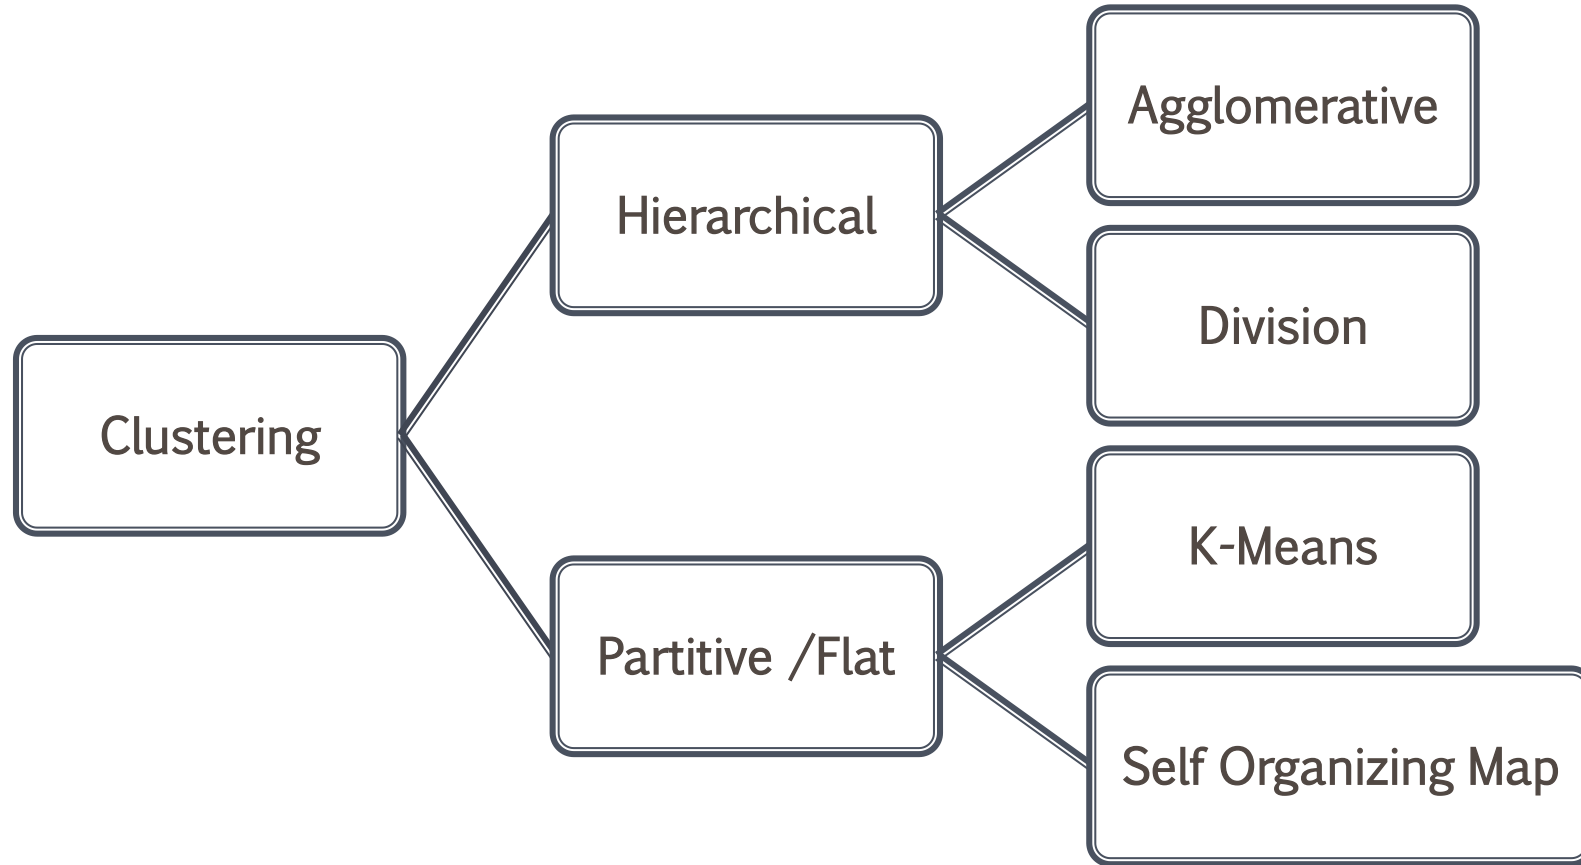 Clustering
Hierarchical
Agglomerative
Division
Partitive /Flat
K-Means
Self Organizing Map